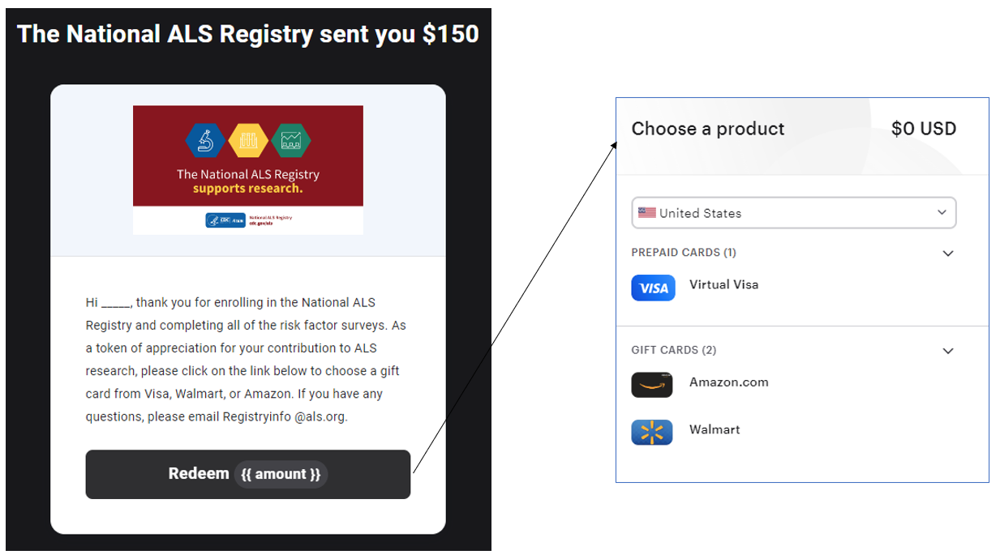 The National ALS Registry sent you $150
The National ALS Registry
supports research.
CDC
National ALS Registry
cdc.gov/als
Hi _____, thank you for enrolling in the National ALS
Registry and completing all of the risk factor surveys. As
a token of appreciation for your contribution to ALS
research, please click on the link below to choose a gift
card from Visa, Walmart, or Amazon. If you have any
questions, please email Registryinfo @als.org.
Redeem {{ amount }}
Choose a product $0 USD
United States
PREPAID CARDS (1)
VISA Virtual Visa
GIFT CARDS (2)
Amazon.com
Walmart